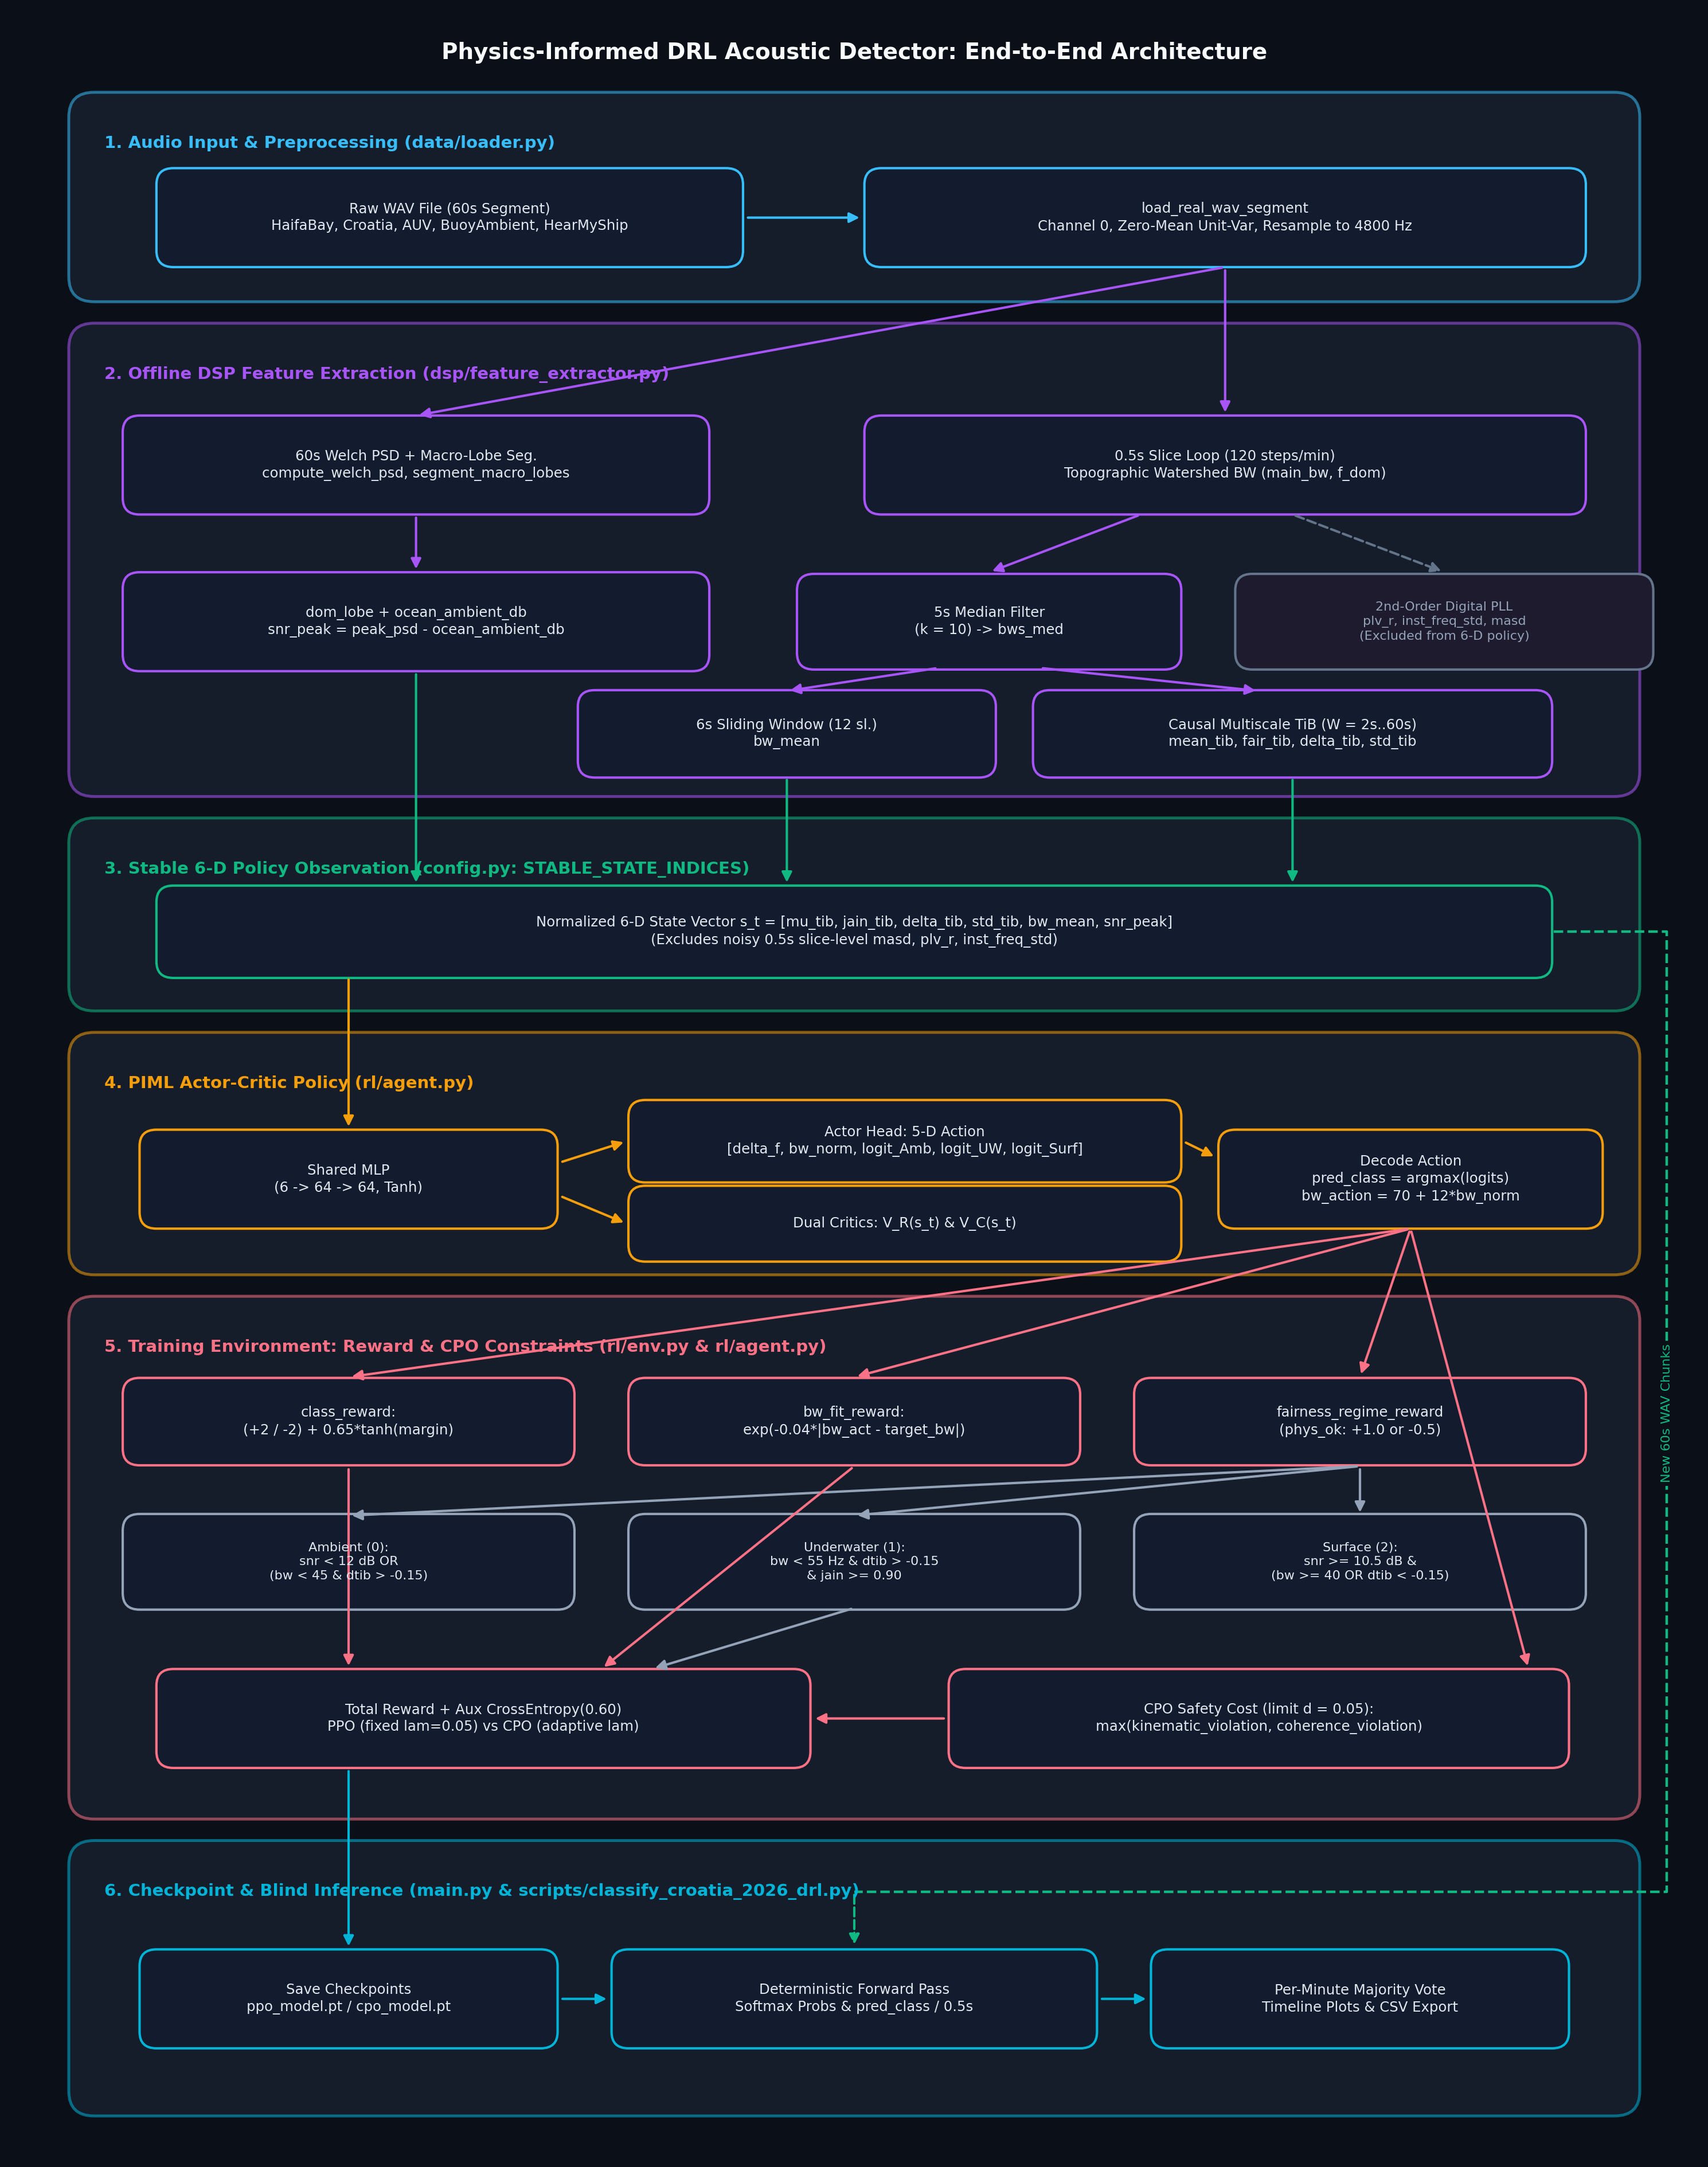 Physics-Informed DRL Acoustic Detector: End-to-End Architecture
1. Audio Input & Preprocessing (data/loader.py)
Raw WAV File (60s Segment)
HaifaBay, Croatia, AUV, BuoyAmbient, HearMyShip
load_real_wav_segment
Channel 0, Zero-Mean Unit-Var, Resample to 4800 Hz
2. Offline DSP Feature Extraction (dsp/feature_extractor.py)
60s Welch PSD + Macro-Lobe Seg.
compute_welch_psd, segment_macro_lobes
0.5s Slice Loop (120 steps/min)
Topographic Watershed BW (main_bw, f_dom)
dom_lobe + ocean_ambient_db
snr_peak = peak_psd - ocean_ambient_db
5s Median Filter
(k = 10) -> bws_med
2nd-Order Digital PLL
plv_r, inst_freq_std, masd
(Excluded from 6-D policy)
6s Sliding Window (12 sl.)
bw_mean
Causal Multiscale TiB (W = 2s..60s)
mean_tib, fair_tib, delta_tib, std_tib
3. Stable 6-D Policy Observation (config.py: STABLE_STATE_INDICES)
Normalized 6-D State Vector s_t = [mu_tib, jain_tib, delta_tib, std_tib, bw_mean, snr_peak]
(Excludes noisy 0.5s slice-level masd, plv_r, inst_freq_std)
4. PIML Actor-Critic Policy (rl/agent.py)
Shared MLP
(6 -> 64 -> 64, Tanh)
Actor Head: 5-D Action
[delta_f, bw_norm, logit_Amb, logit_UW, logit_Surf]
Dual Critics: V_R(s_t) & V_C(s_t)
Decode Action
pred_class = argmax(logits)
bw_action = 70 + 12*bw_norm
5. Training Environment: Reward & CPO Constraints (rl/env.py & rl/agent.py)
class_reward:
(+2 / -2) + 0.65*tanh(margin)
bw_fit_reward:
exp(-0.04*|bw_act - target_bw|)
fairness_regime_reward
(phys_ok: +1.0 or -0.5)
New 60s WAV Chunks
Ambient (0):
snr < 12 dB OR
(bw < 45 & dtib > -0.15)
Underwater (1):
bw < 55 Hz & dtib > -0.15
& jain >= 0.90
Surface (2):
snr >= 10.5 dB &
(bw >= 40 OR dtib < -0.15)
Total Reward + Aux CrossEntropy(0.60)
PPO (fixed lam=0.05) vs CPO (adaptive lam)
CPO Safety Cost (limit d = 0.05):
max(kinematic_violation, coherence_violation)
6. Checkpoint & Blind Inference (main.py & scripts/classify_croatia_2026_drl.py)
Save Checkpoints
ppo_model.pt / cpo_model.pt
Deterministic Forward Pass
Softmax Probs & pred_class / 0.5s
Per-Minute Majority Vote
Timeline Plots & CSV Export